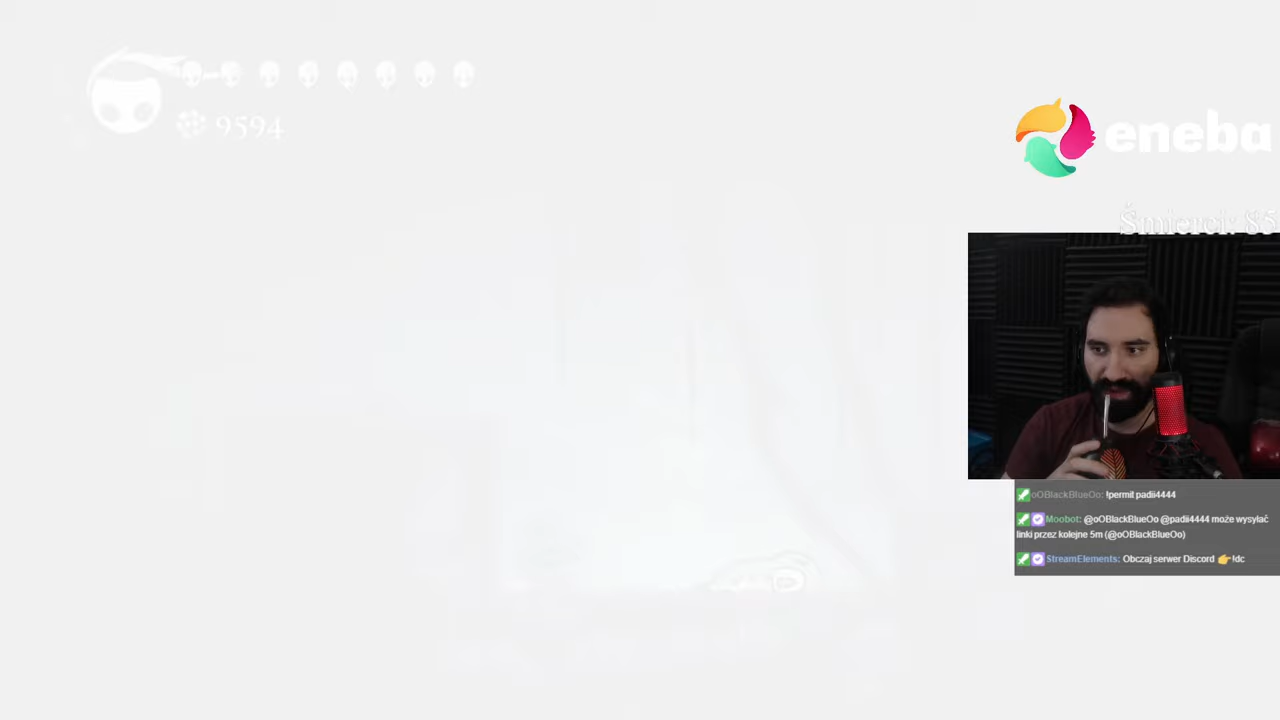 9594
eneba
Śmierci: 85
oOBlackBlueOo: !permit padii4444
Moobot: @oOBlackBlueOo @padii4444 może wysyłać
linki przez kolejne 5m (@oOBlackBlueOo)
StreamElements: Obczaj serwer Discord 👉 !dc